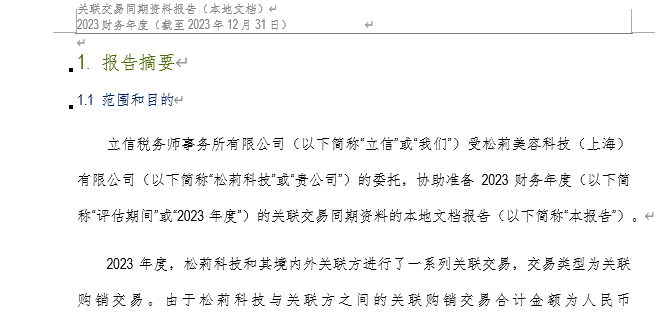 关联交易同期资料报告（本地文档）
2023 财务年度（截至 2023 年 12 月 31 日）
1. 报告摘要
1.1 范围和目的
立信税务师事务所有限公司（以下简称“立信”或“我们”）受松莉美容科技（上海）
有限公司（以下简称“松莉科技”或“贵公司”）的委托，协助准备 2023 财务年度（以下简
称“评估期间”或“2023 年度”）的关联交易同期资料的本地文档报告（以下简称“本报告”）。
2023 年度，松莉科技和其境内外关联方进行了一系列关联交易，交易类型为关联
购销交易。由于松莉科技与关联方之间的关联购销交易合计金额为人民币